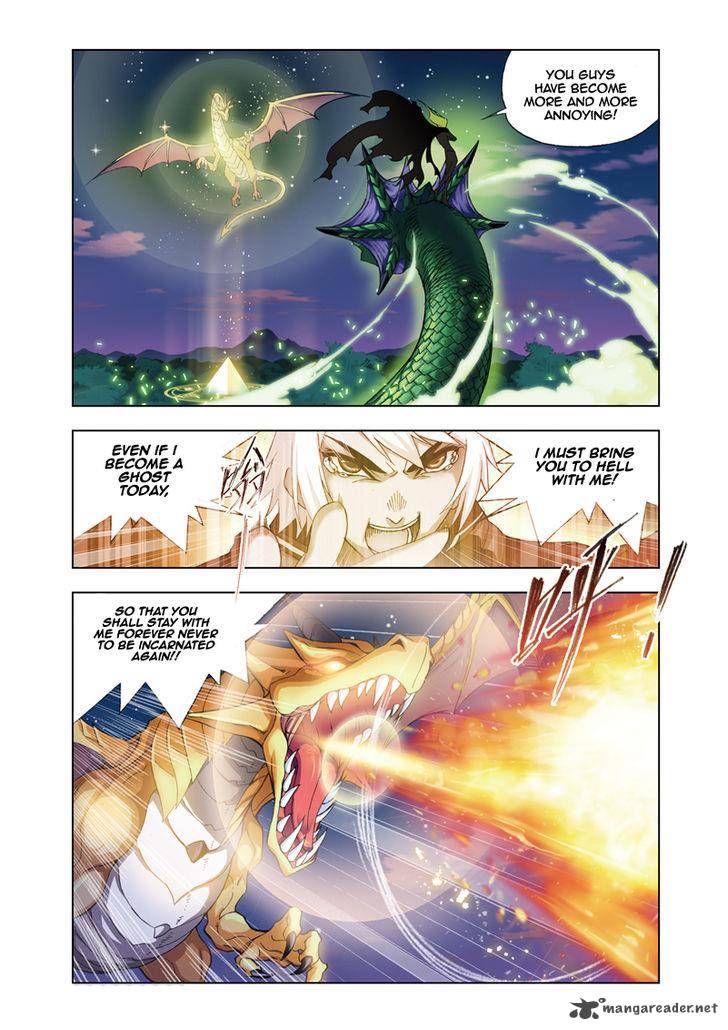 YOU GUYS
HAVE BECOME
MORE AND MORE
ANNOYING!
EVEN IF I
BECOME A
GHOST
TODAY,
I MUST BRING
YOU TO HELL
WITH ME!
SO THAT YOU
SHALL STAY WITH
ME FOREVER NEVER
TO BE INCARNATED
AGAIN!!
mangareader.net